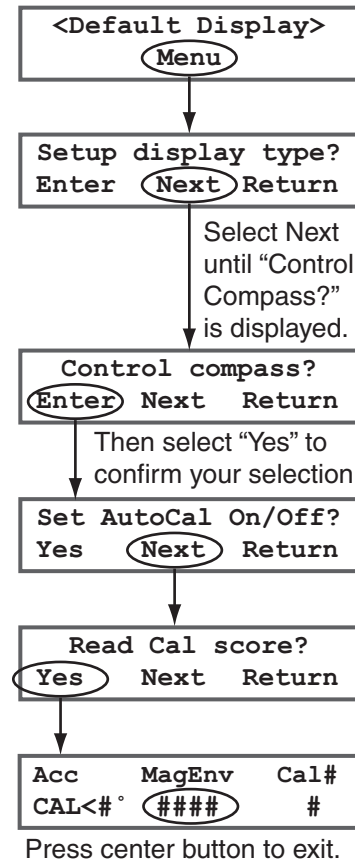 <Default Display>
Menu
Setup display type?
Enter Next Return
Select Next
until “Control
Compass?”
is displayed.
Control compass?
Enter Next Return
Then select “Yes” to
confirm your selection
Set AutoCal On/Off?
Yes Next Return
Read Cal score?
Yes Next Return
Acc MagEnv Cal#
CAL<#° #### #
Press center button to exit.